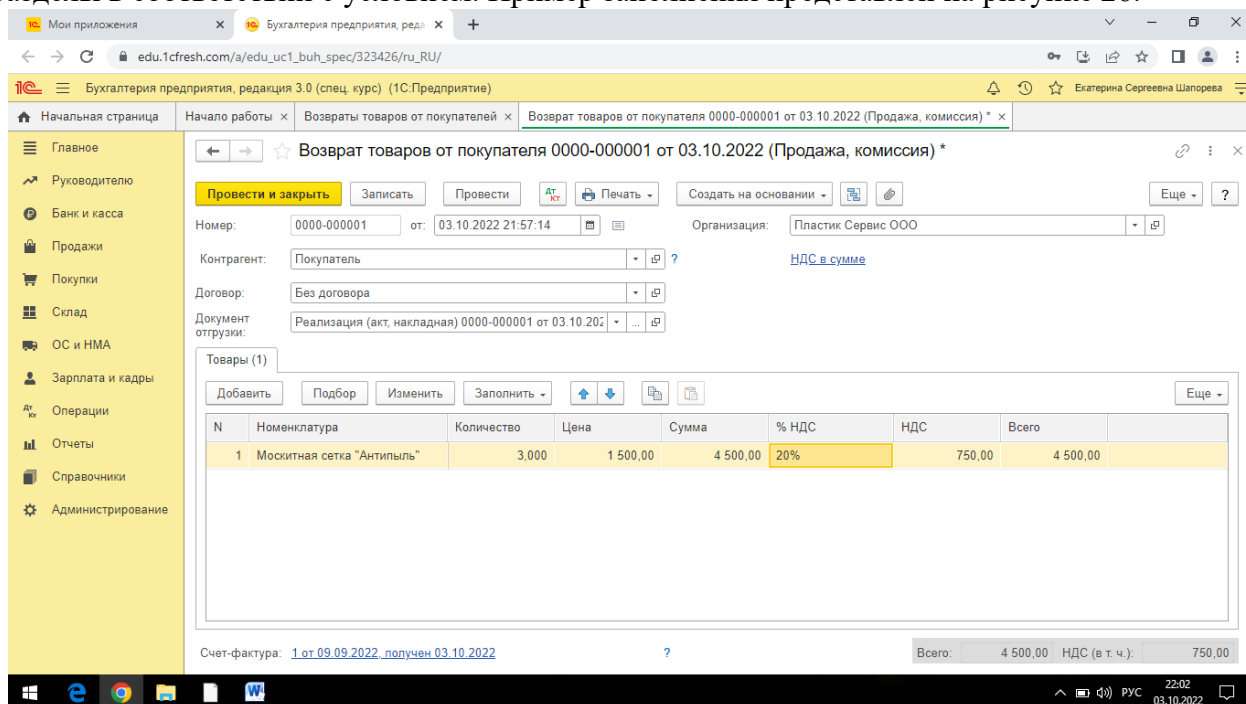 Мои приложения × Бухгалтерия предприятия, реда × +
edu.1cfresh.com/a/edu_uc1_buh_spec/323426/ru_RU/
Бухгалтерия предприятия, редакция 3.0 (спец. курс) (1С:Предприятие) Екатерина Сергеевна Шапорева
Начальная страница Начало работы × Возвраты товаров от покупателей × Возврат товаров от покупателя 0000-000001 от 03.10.2022 (Продажа, комиссия) * ×
Главное
Руководителю
Банк и касса
Продажи
Покупки
Склад
ОС и НМА
Зарплата и кадры
Операции
Отчеты
Справочники
Администрирование
Возврат товаров от покупателя 0000-000001 от 03.10.2022 (Продажа, комиссия) *
Провести и закрыть Записать Провести Дт Кт Печать Создать на основании Еще ?
Номер: 0000-000001 от: 03.10.2022 21:57:14 Организация: Пластик Сервис ООО
Контрагент: Покупатель ? НДС в сумме
Договор: Без договора
Документ отгрузки: Реализация (акт, накладная) 0000-000001 от 03.10.202 ...
Товары (1)
Добавить Подбор Изменить Заполнить Еще
N Номенклатура Количество Цена Сумма % НДС НДС Всего
1 Москитная сетка "Антипыль" 3,000 1 500,00 4 500,00 20% 750,00 4 500,00
Счет-фактура: 1 от 09.09.2022, получен 03.10.2022 ? Всего: 4 500,00 НДС (в т. ч.): 750,00
РУС 22:02
03.10.2022